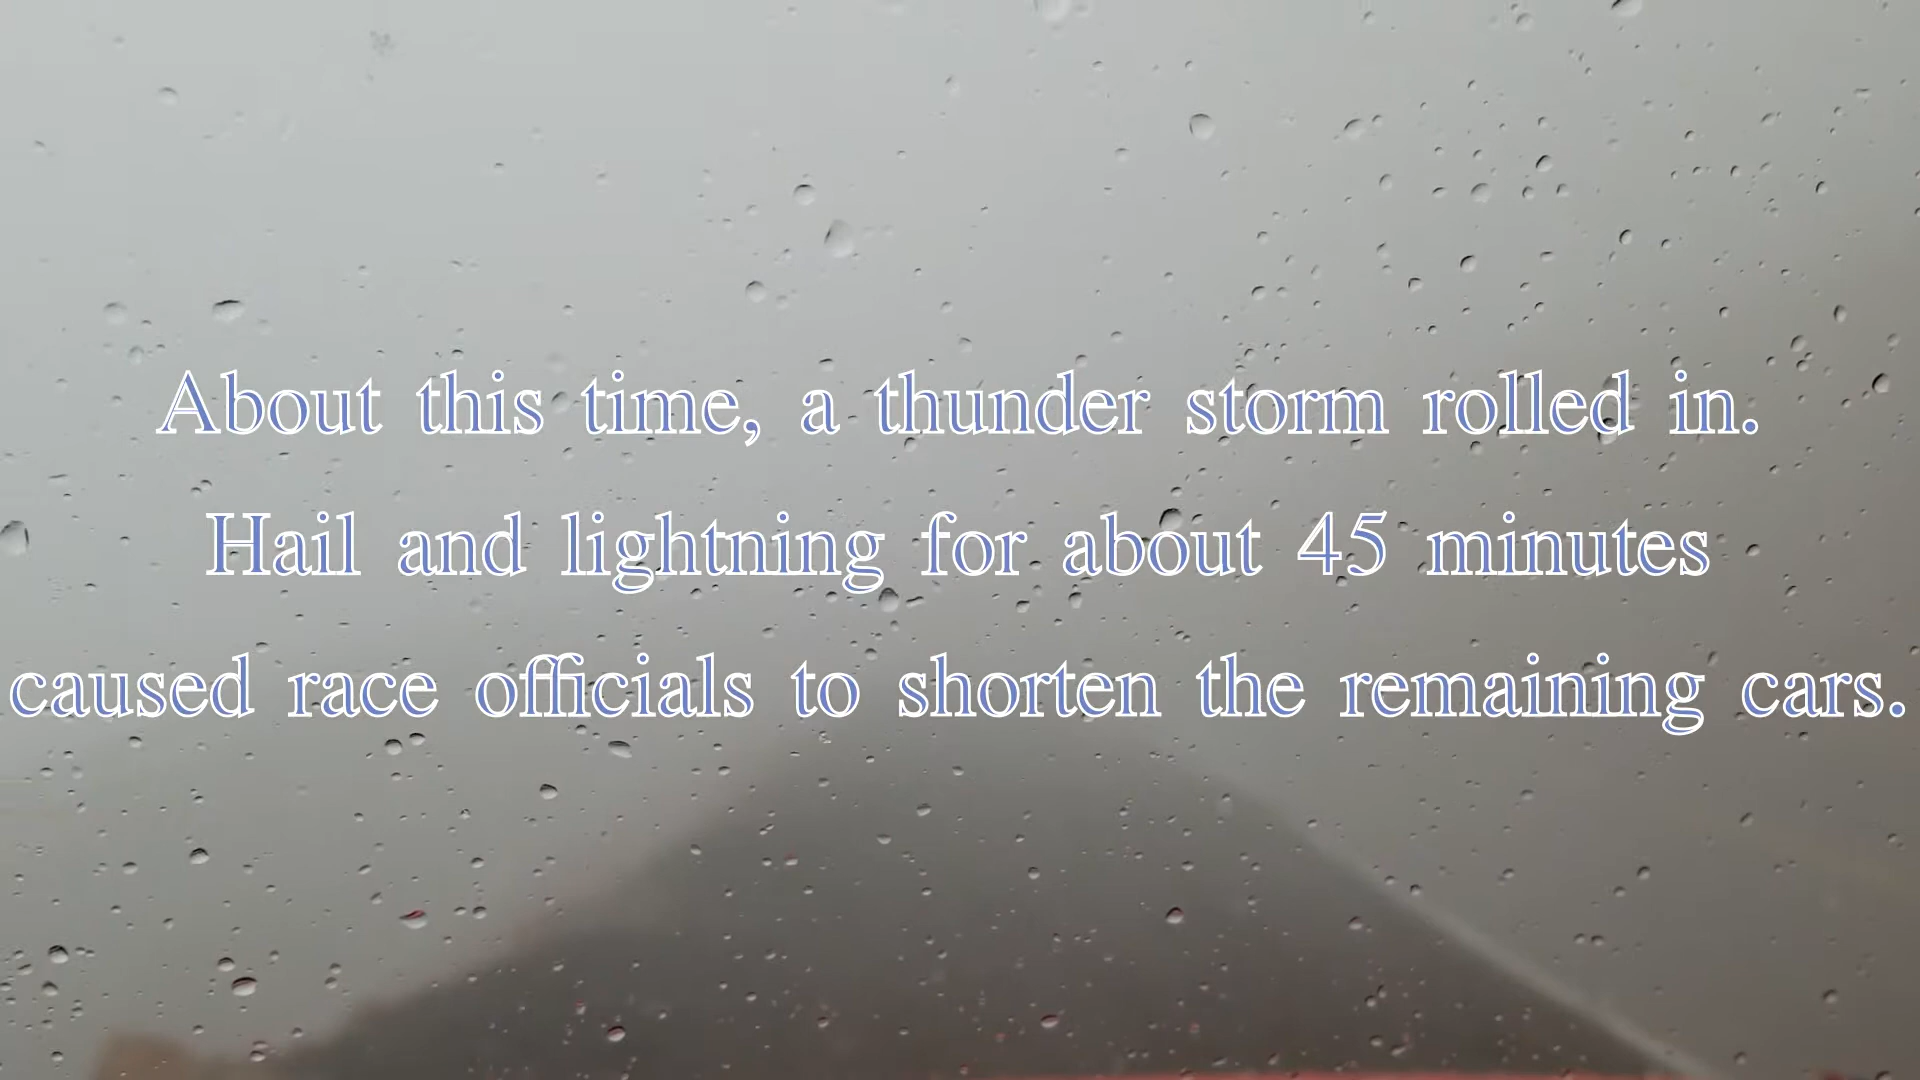 About this time, a thunder storm rolled in.
Hail and lightning for about 45 minutes
caused race officials to shorten the remaining cars.